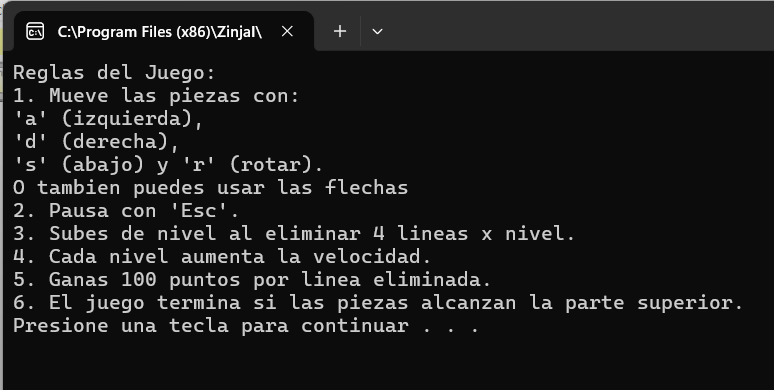 C:\Program Files (x86)\ZinjaI\
Reglas del Juego:
1. Mueve las piezas con:
'a' (izquierda),
'd' (derecha),
's' (abajo) y 'r' (rotar).
O tambien puedes usar las flechas
2. Pausa con 'Esc'.
3. Subes de nivel al eliminar 4 lineas x nivel.
4. Cada nivel aumenta la velocidad.
5. Ganas 100 puntos por linea eliminada.
6. El juego termina si las piezas alcanzan la parte superior.
Presione una tecla para continuar . . .